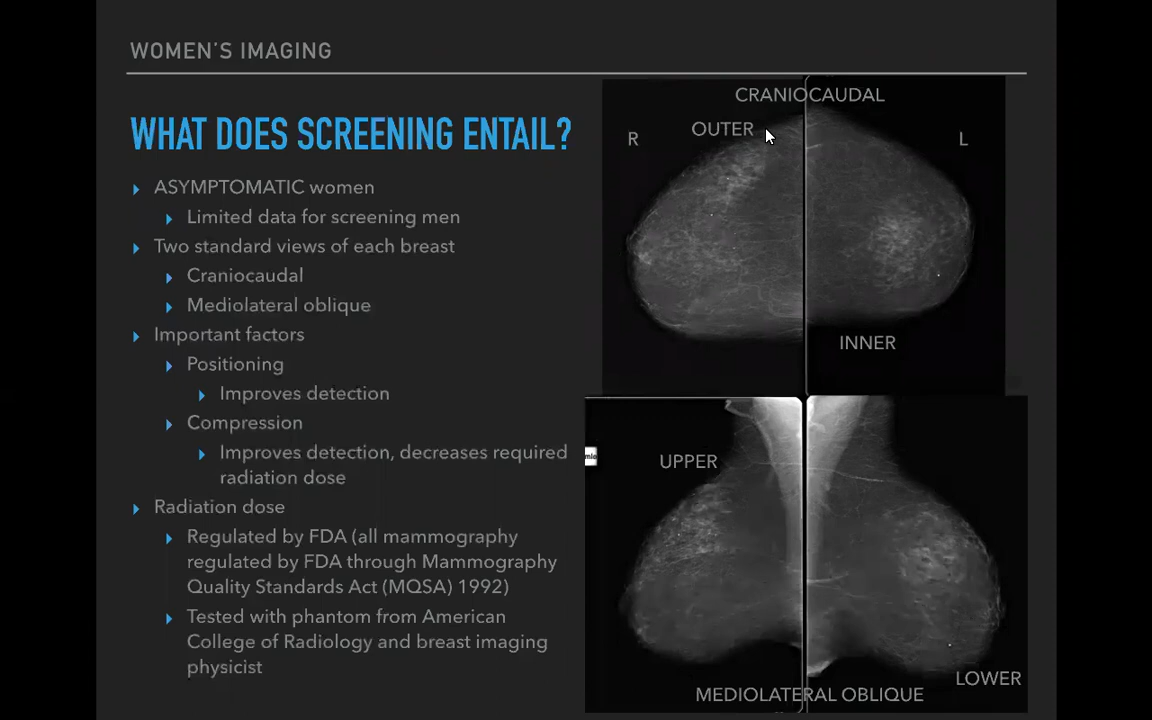 WOMEN'S IMAGING
WHAT DOES SCREENING ENTAIL?
ASYMPTOMATIC women
Limited data for screening men
Two standard views of each breast
Craniocaudal
Mediolateral oblique
Important factors
Positioning
Improves detection
Compression
Improves detection, decreases required
radiation dose
Radiation dose
Regulated by FDA (all mammography
regulated by FDA through Mammography
Quality Standards Act (MQSA) 1992)
Tested with phantom from American
College of Radiology and breast imaging
physicist
CRANIOCAUDAL
OUTER
R
L
INNER
UPPER
LOWER
MEDIOLATERAL OBLIQUE